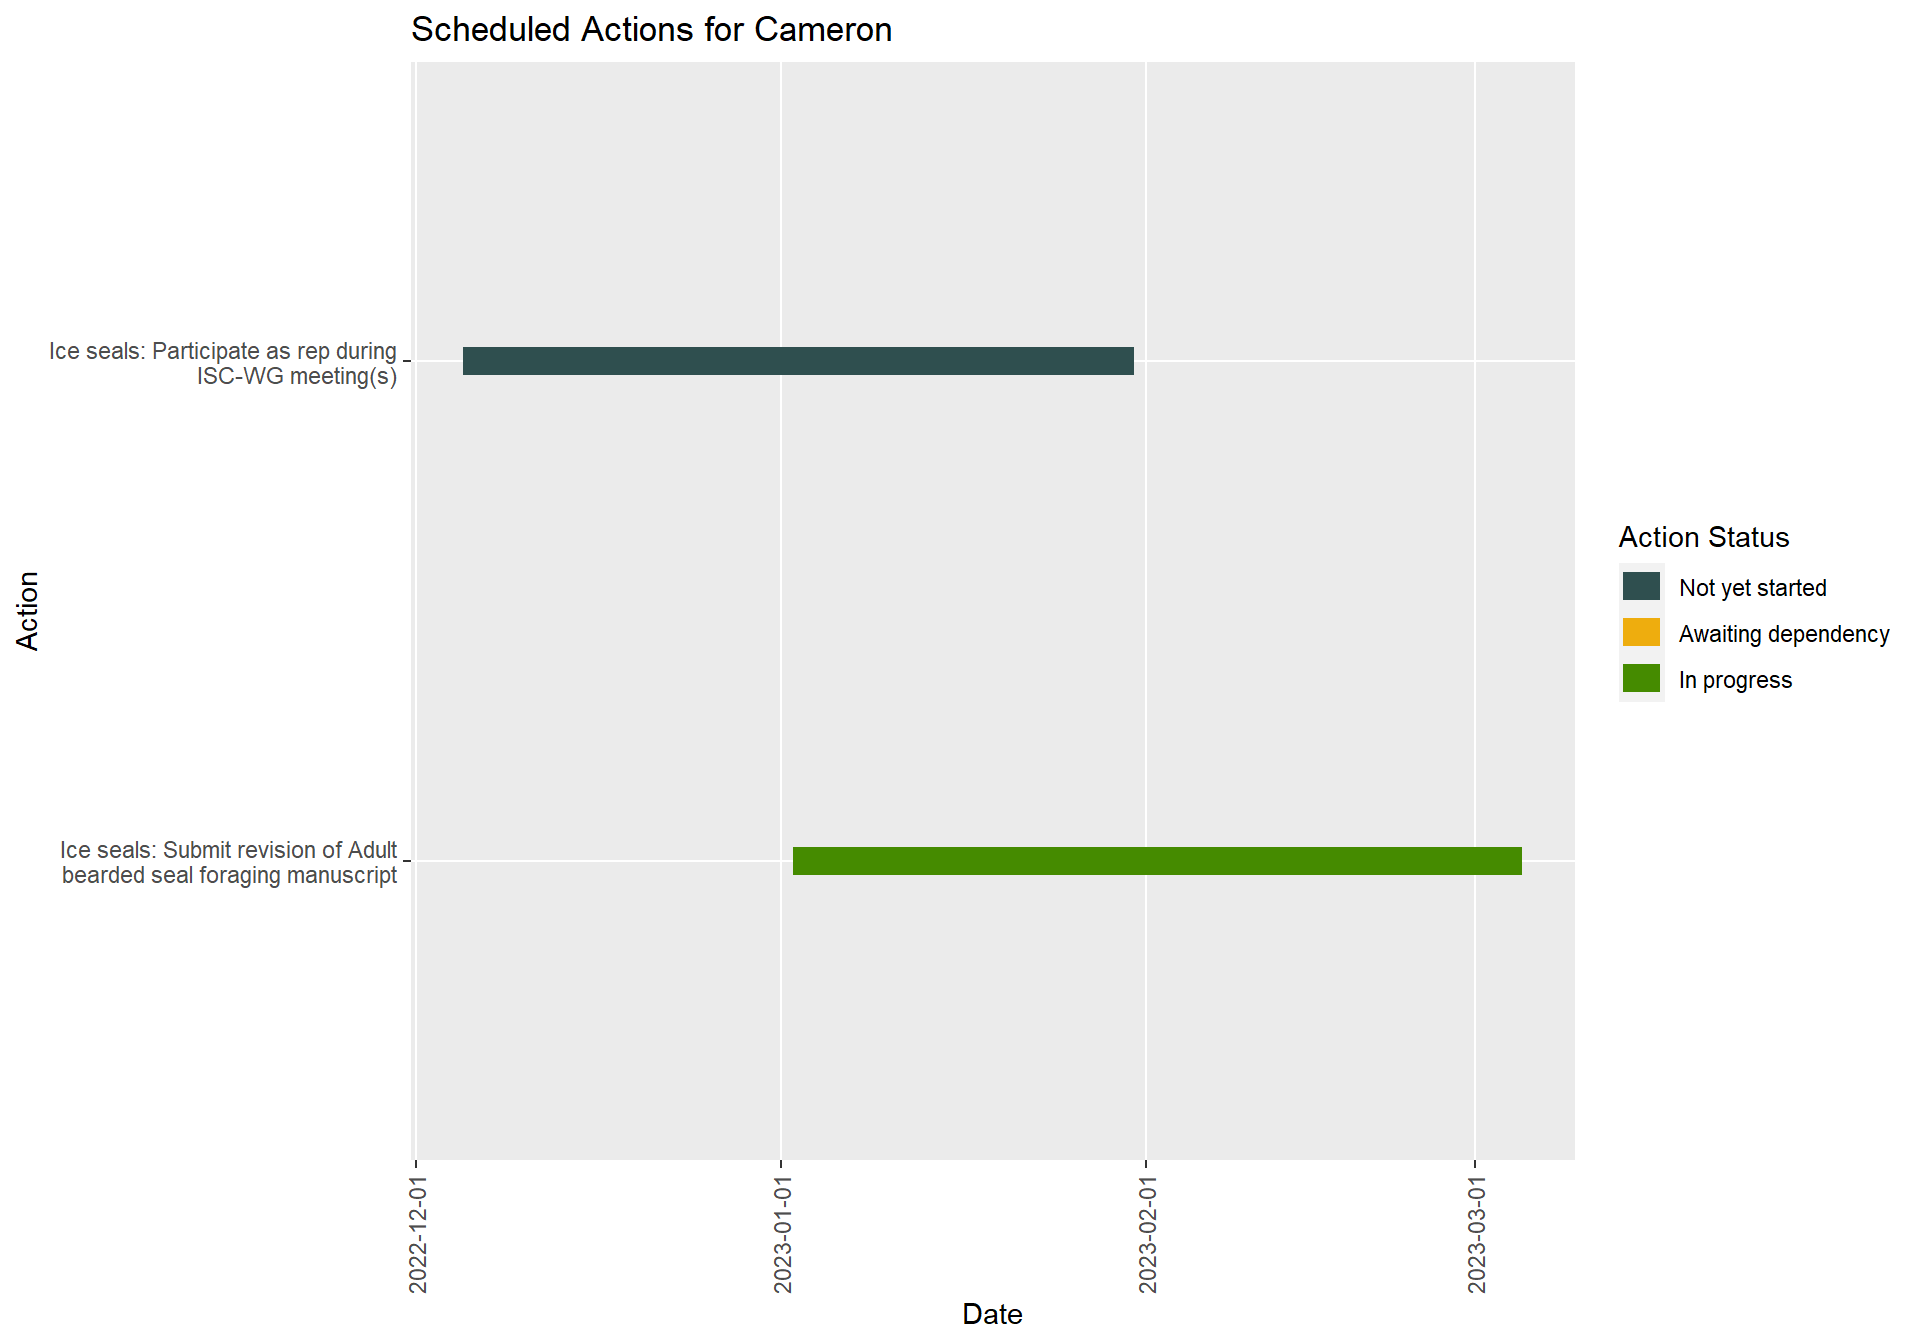 Scheduled Actions for Cameron
Ice seals: Participate as rep during
ISC-WG meeting(s)
Ice seals: Submit revision of Adult
bearded seal foraging manuscript
Action
2022-12-01
2023-01-01
2023-02-01
2023-03-01
Date
Action Status
Not yet started
Awaiting dependency
In progress